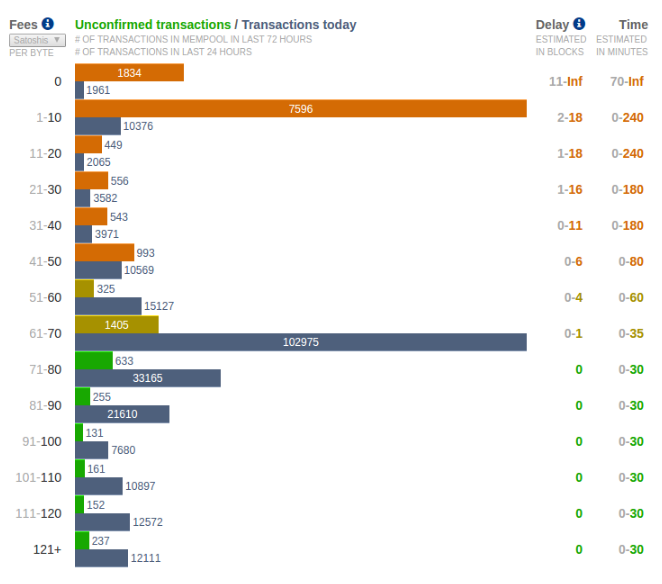 Fees i Unconfirmed transactions / Transactions today Delay i Time
Satoshis ▼ # OF TRANSACTIONS IN MEMPOOL IN LAST 72 HOURS ESTIMATED ESTIMATED
PER BYTE # OF TRANSACTIONS IN LAST 24 HOURS IN BLOCKS IN MINUTES
1834
0 11-Inf 70-Inf
1961
7596
1-10 2-18 0-240
10376
449
11-20 1-18 0-240
2065
556
21-30 1-16 0-180
3582
543
31-40 0-11 0-180
3971
993
41-50 0-6 0-80
10569
325
51-60 0-4 0-60
15127
1405
61-70 0-1 0-35
102975
633
71-80 0 0-30
33165
255
81-90 0 0-30
21610
131
91-100 0 0-30
7680
161
101-110 0 0-30
10897
152
111-120 0 0-30
12572
237
121+ 0 0-30
12111